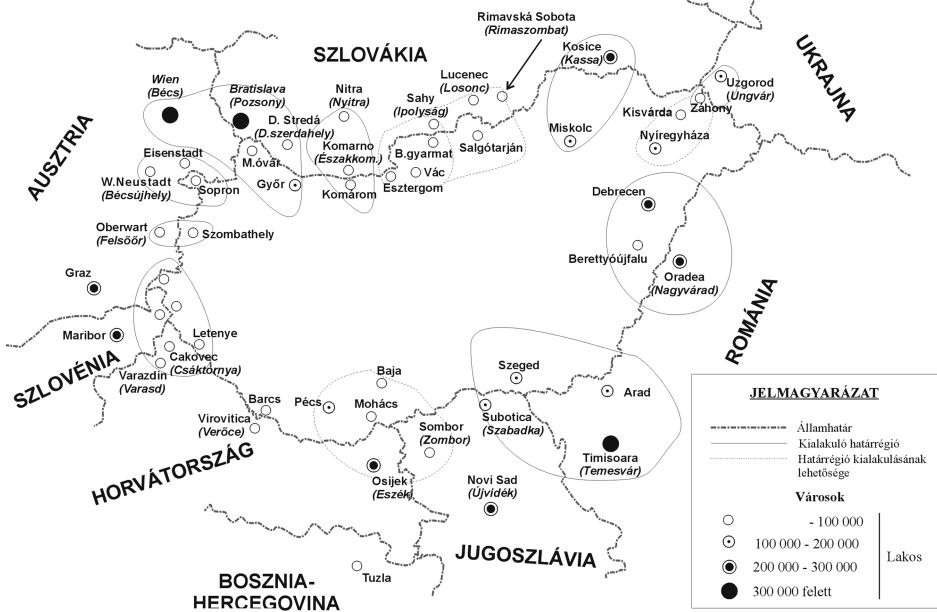 Rimavská Sobota
(Rimaszombat)
SZLOVÁKIA
Kosice
(Kassa)
UKRAJNA
Wien
(Bécs)
Bratislava
(Pozsony)
Nitra
(Nyitra)
Lucenec
(Losonc)
Uzgorod
(Ungvár)
Sahy
(Ipolyság)
D. Stredá
(D.szerdahely)
Kisvárda
Záhony
AUSZTRIA
Miskolc
Nyíregyháza
Salgótarján
Komarno
(Északkom.)
B.gyarmat
Eisenstadt
M.óvár
Vác
W.Neustadt
(Bécsújhely)
Sopron
Győr
Komárom
Esztergom
Debrecen
Oberwart
(Felsőőr)
Szombathely
Berettyóújfalu
Graz
Oradea
(Nagyvárad)
ROMÁNIA
Maribor
Letenye
SZLOVÉNIA
Cakovec
(Csáktornya)
Varazdin
(Varasd)
Szeged
Baja
Arad
Barcs
Pécs
Mohács
Virovitica
(Verőce)
Subotica
(Szabadka)
Sombor
(Zombor)
Timisoara
(Temesvár)
HORVÁTORSZÁG
Osijek
(Eszék)
Novi Sad
(Újvidék)
JUGOSZLÁVIA
Tuzla
BOSZNIA-
HERCEGOVINA
JELMAGYARÁZAT
Államhatár
Kialakuló határrégió
Határrégió kialakulásának
lehetősége
Városok
- 100 000
100 000 - 200 000
200 000 - 300 000
300 000 felett
Lakos